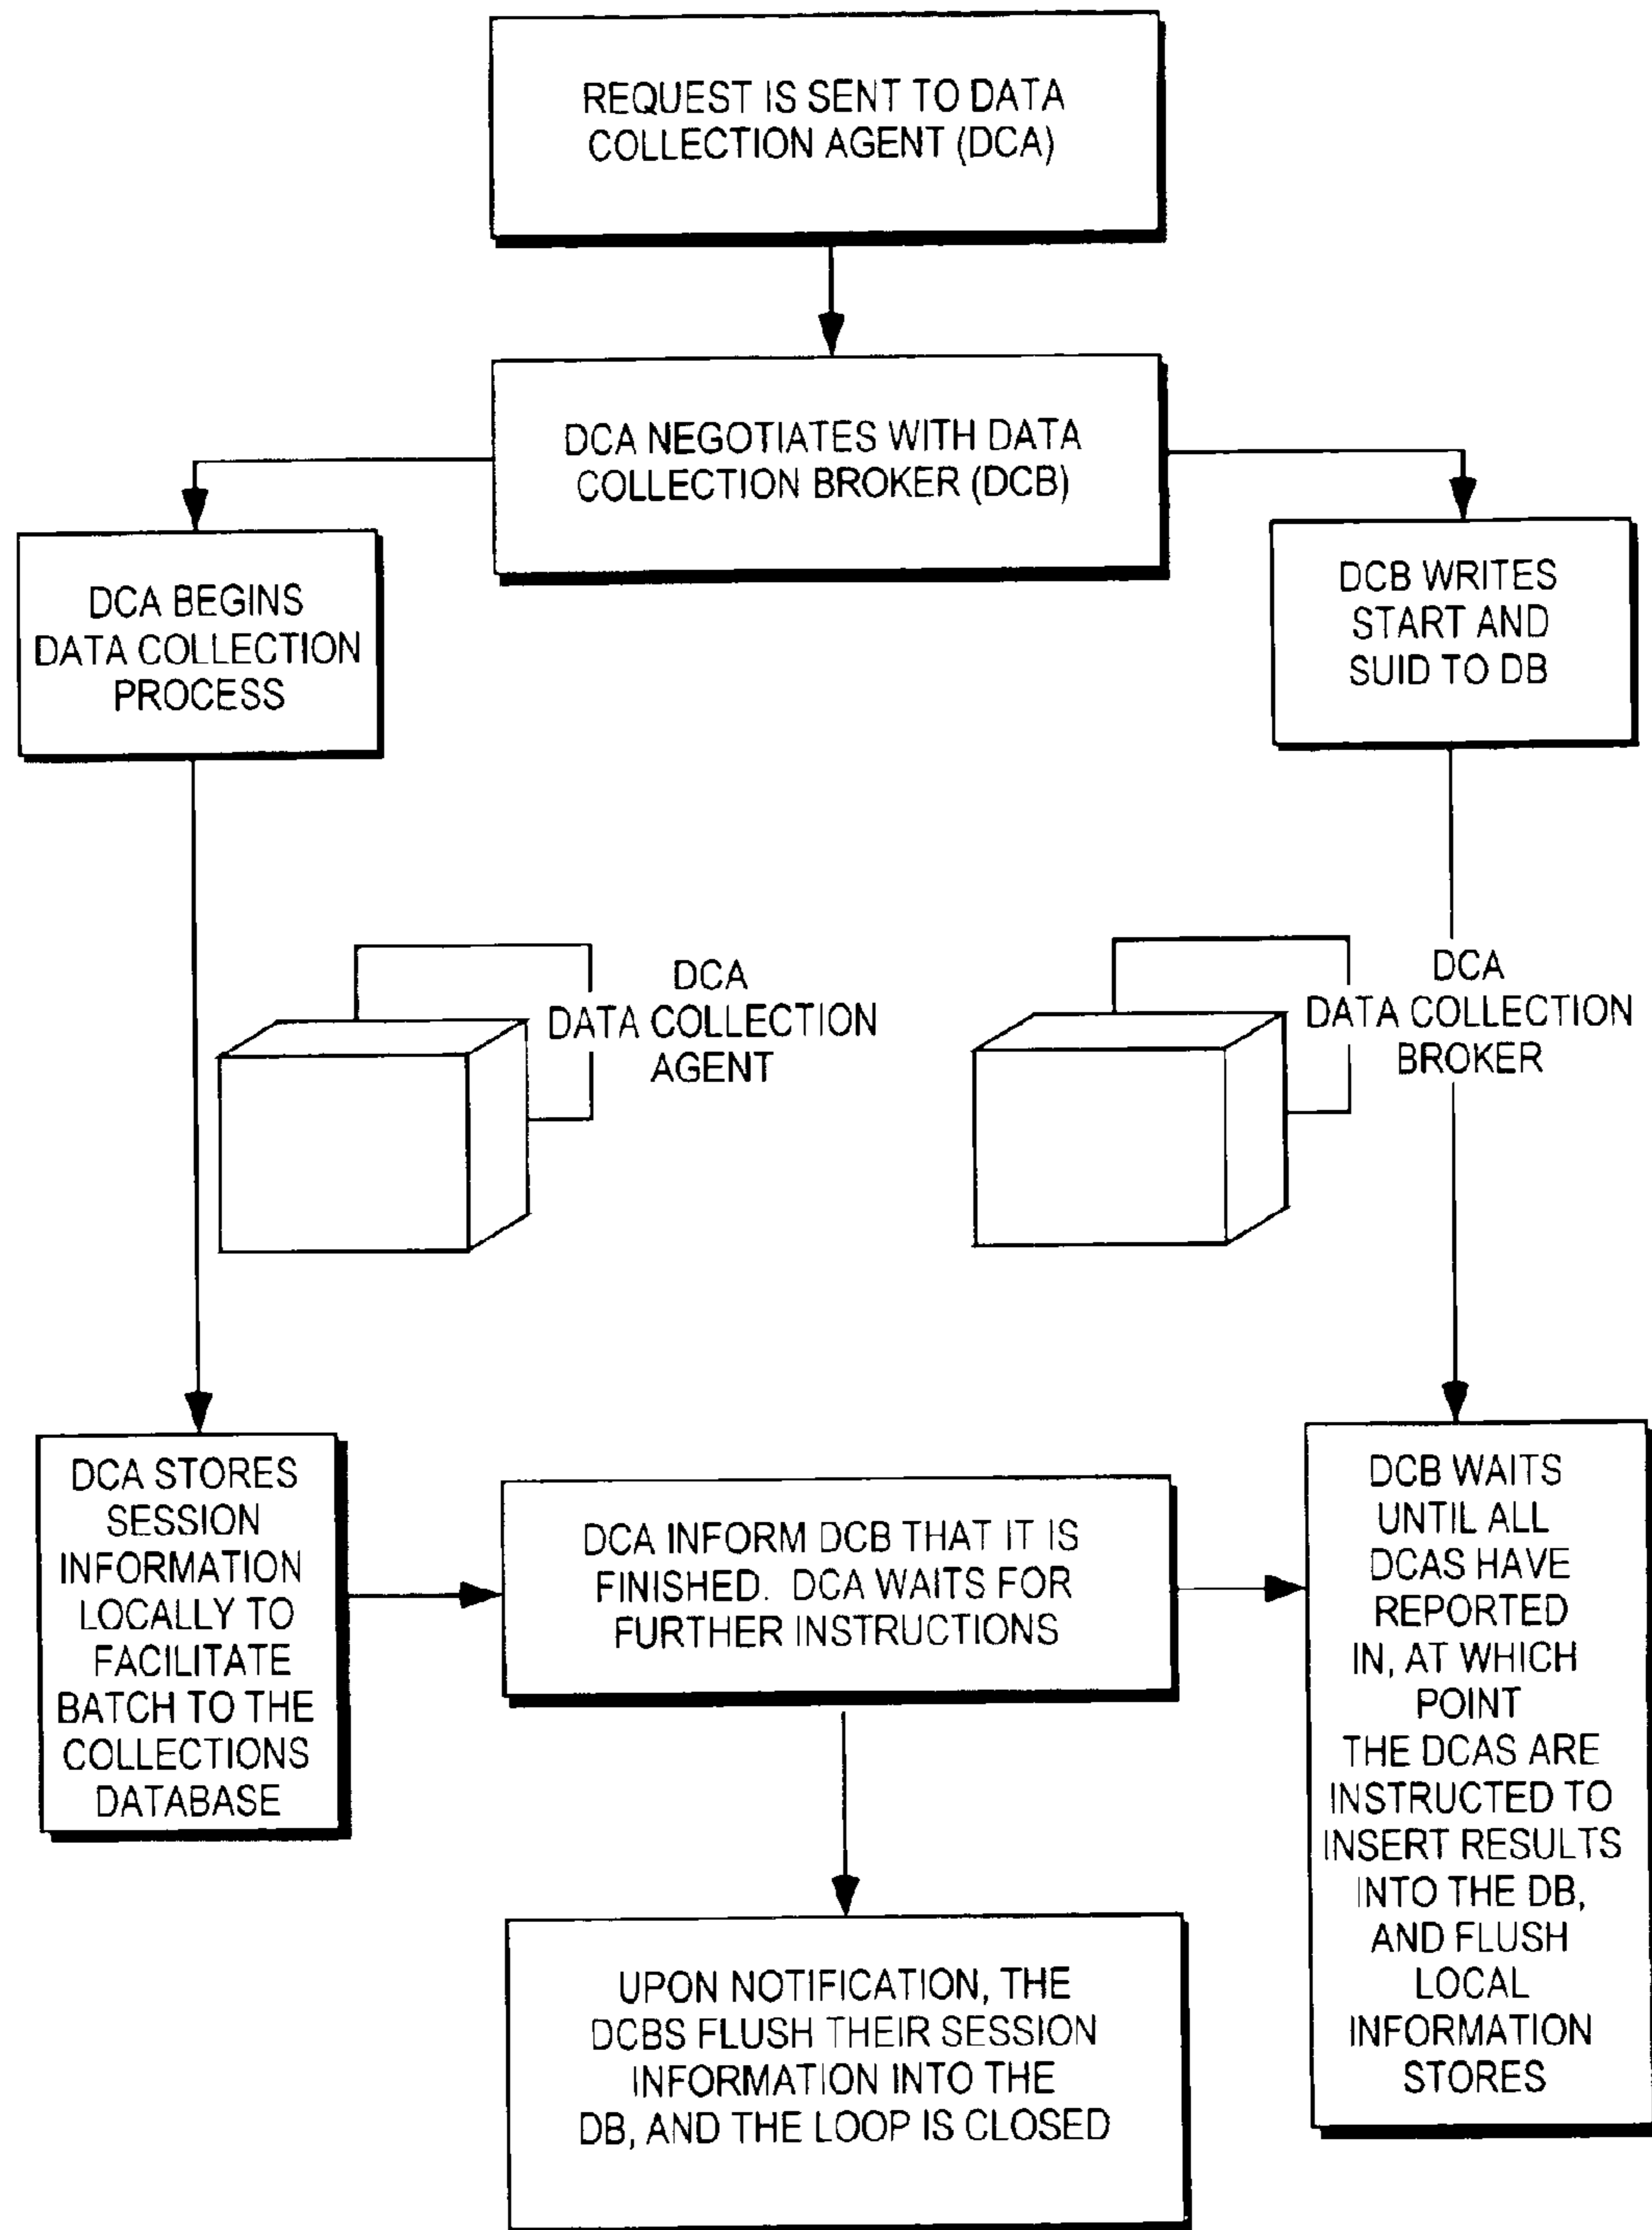 REQUEST IS SENT TO DATA
COLLECTION AGENT (DCA)
DCA NEGOTIATES WITH DATA
COLLECTION BROKER (DCB)
DCA BEGINS
DATA COLLECTION
PROCESS
DCB WRITES
START AND
SUID TO DB
DCA
DATA COLLECTION
AGENT
DCA
DATA COLLECTION
BROKER
DCA STORES
SESSION
INFORMATION
LOCALLY TO
FACILITATE
BATCH TO THE
COLLECTIONS
DATABASE
DCA INFORM DCB THAT IT IS
FINISHED. DCA WAITS FOR
FURTHER INSTRUCTIONS
DCB WAITS
UNTIL ALL
DCAS HAVE
REPORTED
IN, AT WHICH
POINT
THE DCAS ARE
INSTRUCTED TO
INSERT RESULTS
INTO THE DB,
AND FLUSH
LOCAL
INFORMATION
STORES
UPON NOTIFICATION, THE
DCBS FLUSH THEIR SESSION
INFORMATION INTO THE
DB, AND THE LOOP IS CLOSED